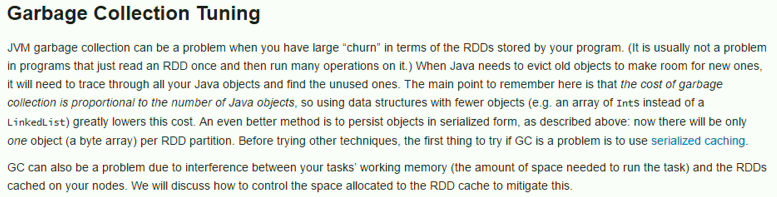 Garbage Collection Tuning
JVM garbage collection can be a problem when you have large “churn” in terms of the RDDs stored by your program. (It is usually not a problem
in programs that just read an RDD once and then run many operations on it.) When Java needs to evict old objects to make room for new ones,
it will need to trace through all your Java objects and find the unused ones. The main point to remember here is that the cost of garbage
collection is proportional to the number of Java objects, so using data structures with fewer objects (e.g. an array of Ints instead of a
LinkedList) greatly lowers this cost. An even better method is to persist objects in serialized form, as described above: now there will be only
one object (a byte array) per RDD partition. Before trying other techniques, the first thing to try if GC is a problem is to use serialized caching.
GC can also be a problem due to interference between your tasks’ working memory (the amount of space needed to run the task) and the RDDs
cached on your nodes. We will discuss how to control the space allocated to the RDD cache to mitigate this.